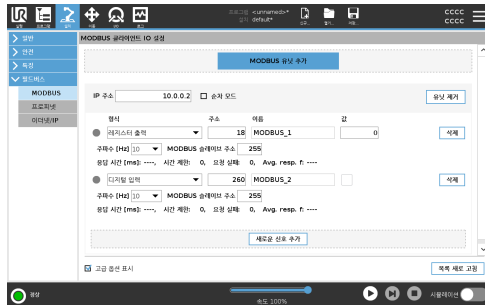 프로그램 <unnamed>*
설치 default*
cccc
cccc
일반
안전
특징
필드버스
MODBUS
프로피넷
이더넷/IP
MODBUS 클라이언트 IO 설정
MODBUS 유닛 추가
IP 주소 10.0.0.2 순차 모드 유닛 제거
형식 주소 이름 값
레지스터 출력 18 MODBUS_1 0 삭제
주파수 [Hz] 10 MODBUS 슬레이브 주소 255
응답 시간 [ms]: ----, 시간 제한: 0, 요청 실패: 0, Avg. resp. f: ----
디지털 입력 260 MODBUS_2 삭제
주파수 [Hz] 10 MODBUS 슬레이브 주소 255
응답 시간 [ms]: ----, 시간 제한: 0, 요청 실패: 0, Avg. resp. f: ----
새로운 신호 추가
고급 옵션 표시 목록 새로 고침
정상
속도 100%
시뮬레이션